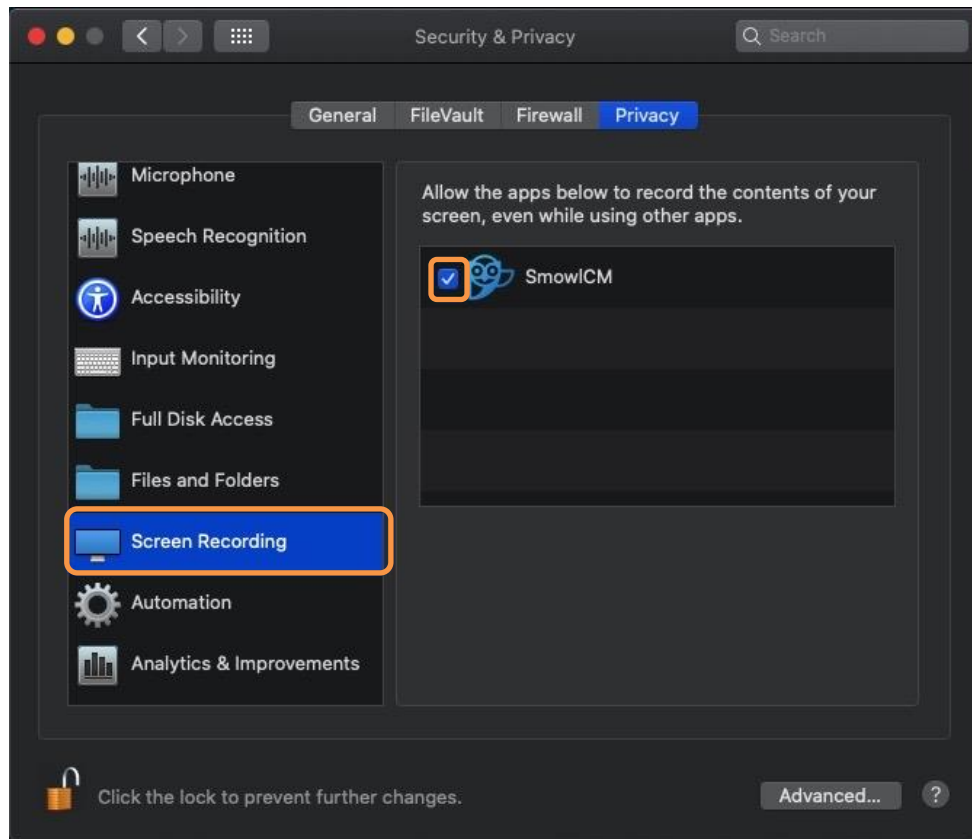 Security & Privacy
Search
General
FileVault
Firewall
Privacy
Microphone
Speech Recognition
Accessibility
Input Monitoring
Full Disk Access
Files and Folders
Screen Recording
Automation
Analytics & Improvements
Allow the apps below to record the contents of your
screen, even while using other apps.
SmowlCM
Click the lock to prevent further changes.
Advanced...
?